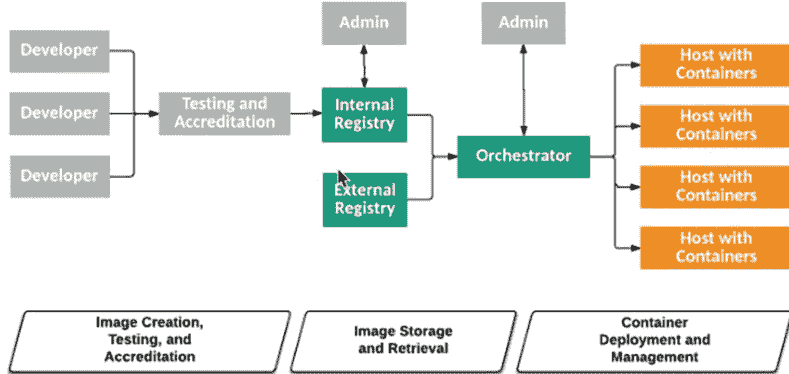 Admin
Admin
Developer
Developer
Developer
Testing and
Accreditation
Internal
Registry
External
Registry
Orchestrator
Host with
Containers
Host with
Containers
Host with
Containers
Host with
Containers
Image Creation,
Testing, and
Accreditation
Image Storage
and Retrieval
Container
Deployment and
Management